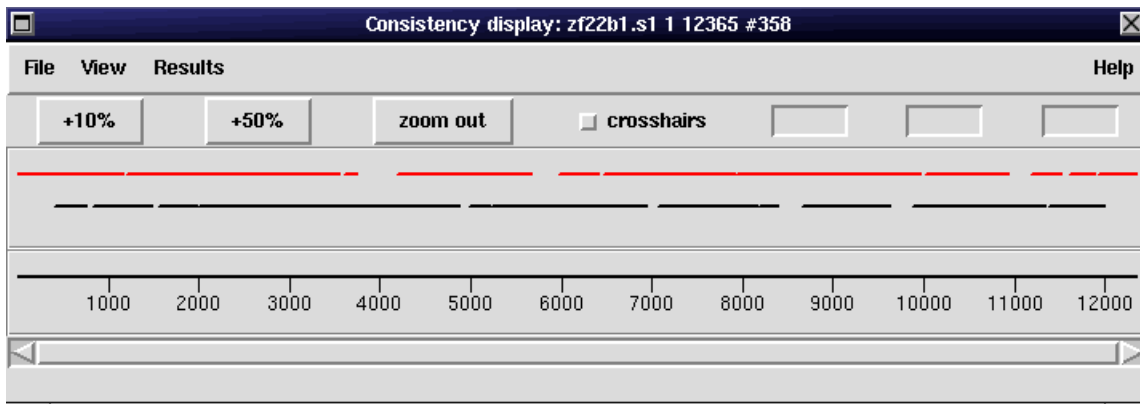 Consistency display: zf22b1.s1 1 12365 #358
File View Results Help
+10% +50% zoom out crosshairs
1000 2000 3000 4000 5000 6000 7000 8000 9000 10000 11000 12000